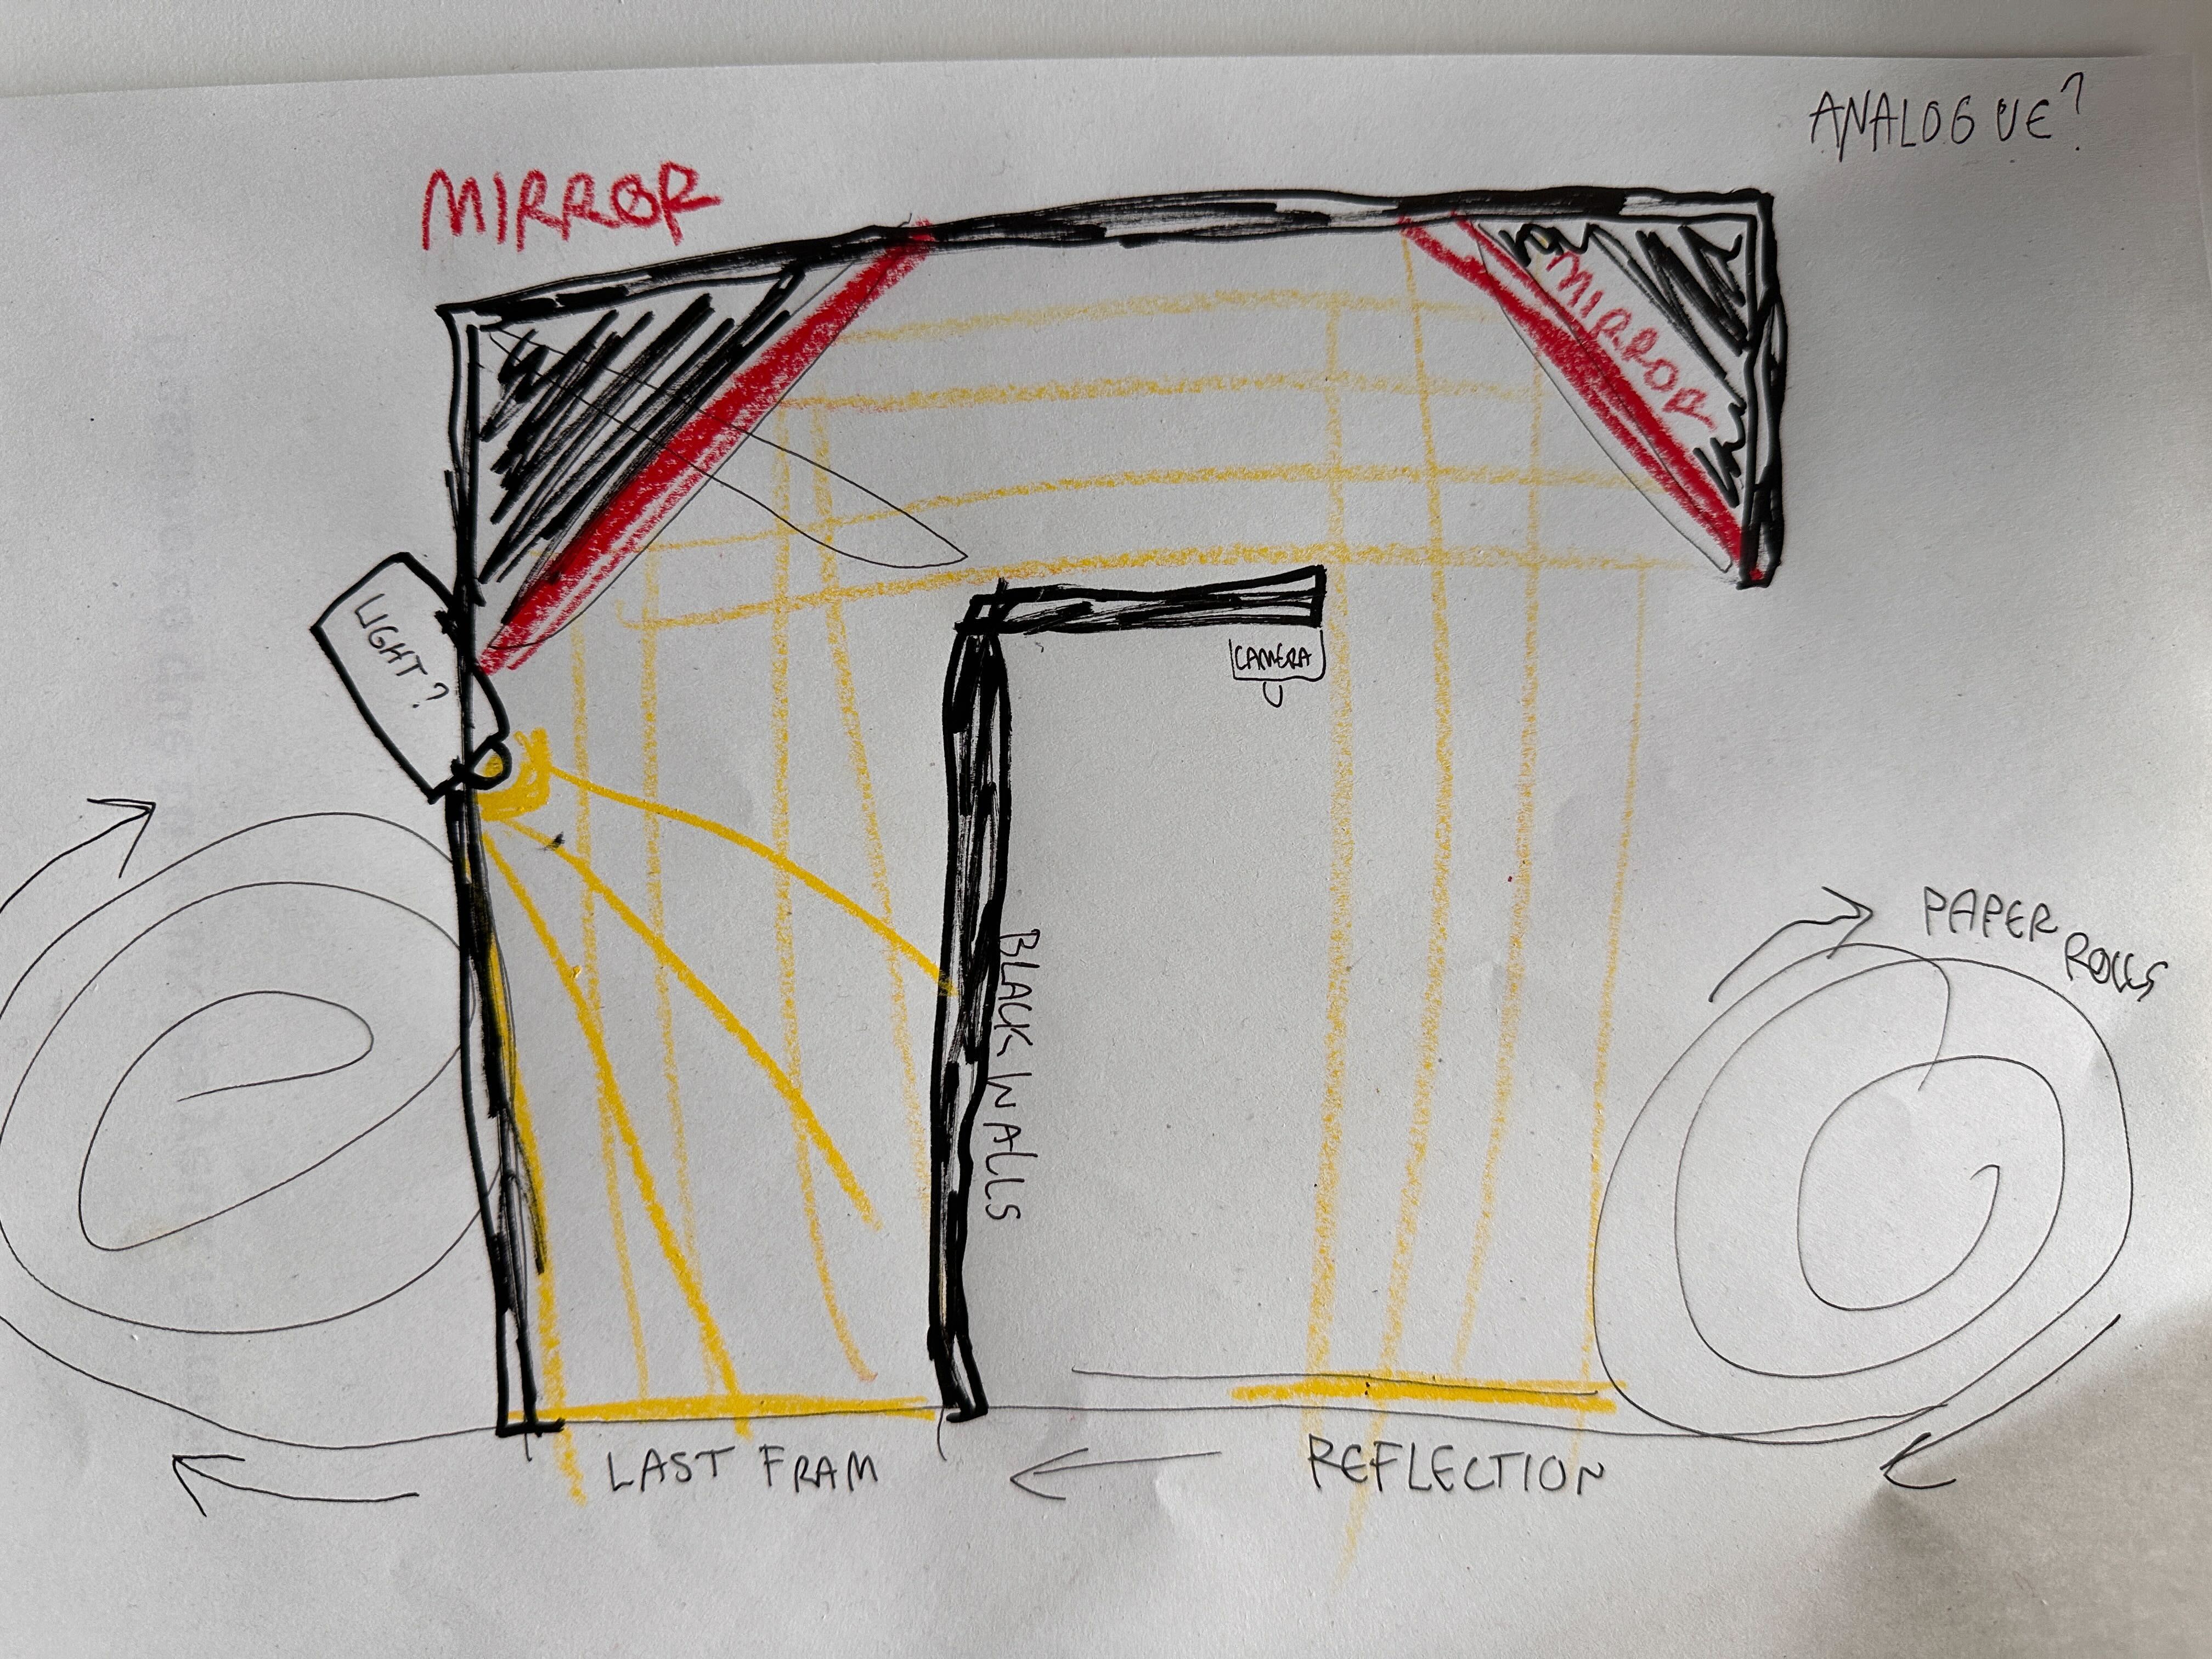 ANALOGUE?
MIRROR
MIRROR
LIGHT?
CAMERA
BLACK WALLS
PAPER
ROLLS
LAST FRAM
REFLECTION